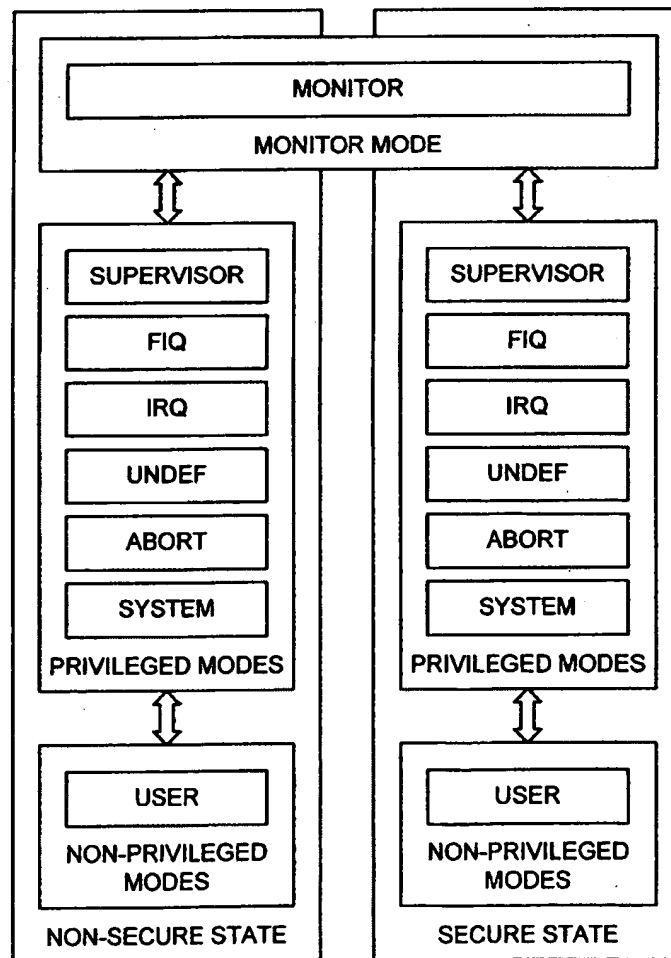 MONITOR
MONITOR MODE
SUPERVISOR
FIQ
IRQ
UNDEF
ABORT
SYSTEM
PRIVILEGED MODES
USER
NON-PRIVILEGED
MODES
NON-SECURE STATE
SUPERVISOR
FIQ
IRQ
UNDEF
ABORT
SYSTEM
PRIVILEGED MODES
USER
NON-PRIVILEGED
MODES
SECURE STATE